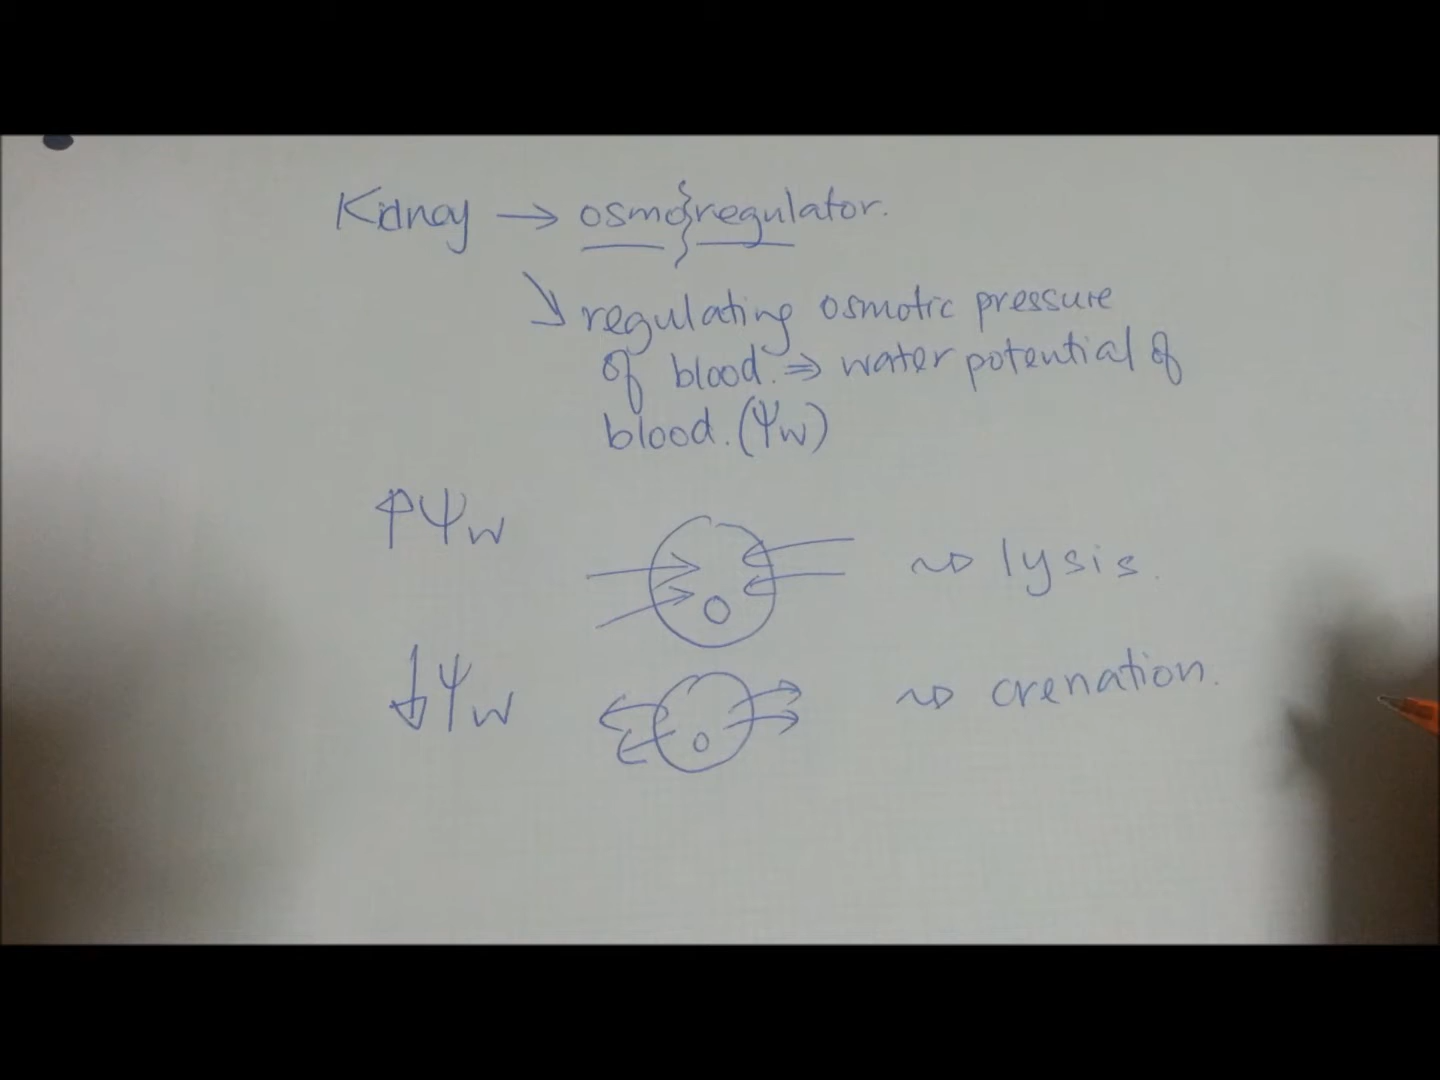 Kidney → osmo}regulator.
↘ regulating osmotic pressure
of blood. ⇒ water potential of
blood. (Ψw)
↑Ψw ⤳ lysis.
↓Ψw ⤳ crenation.